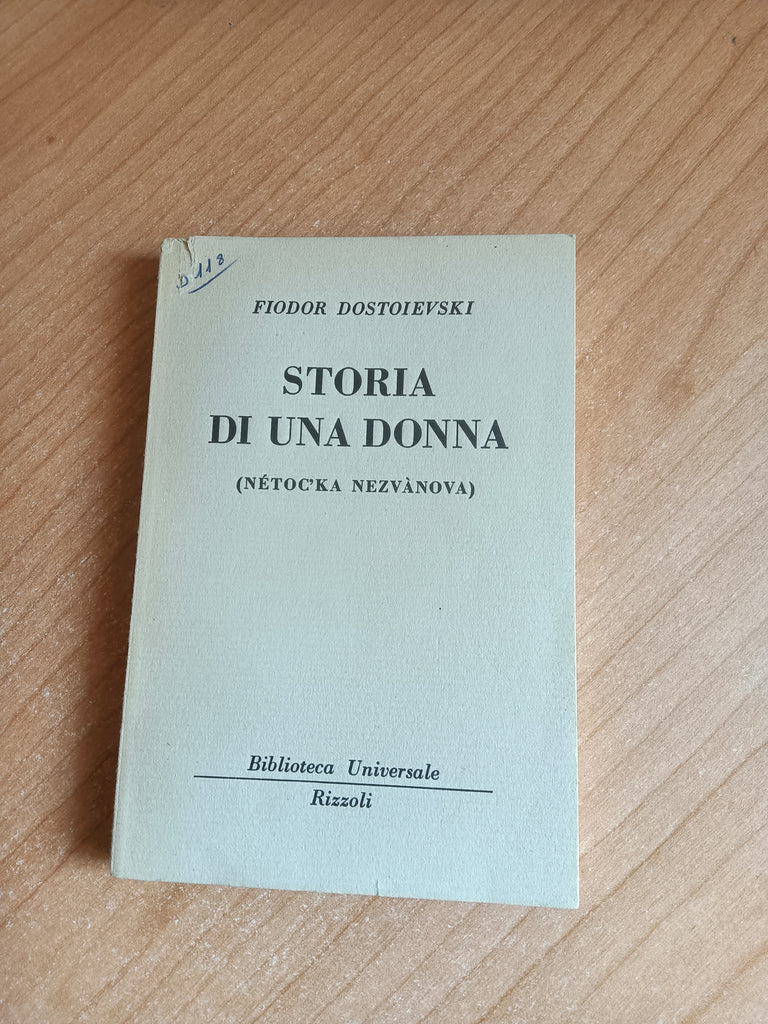 D 118
FIODOR DOSTOIEVSKI
STORIA
DI UNA DONNA
(NÉTOC'KA NEZVÀNOVA)
Biblioteca Universale
Rizzoli